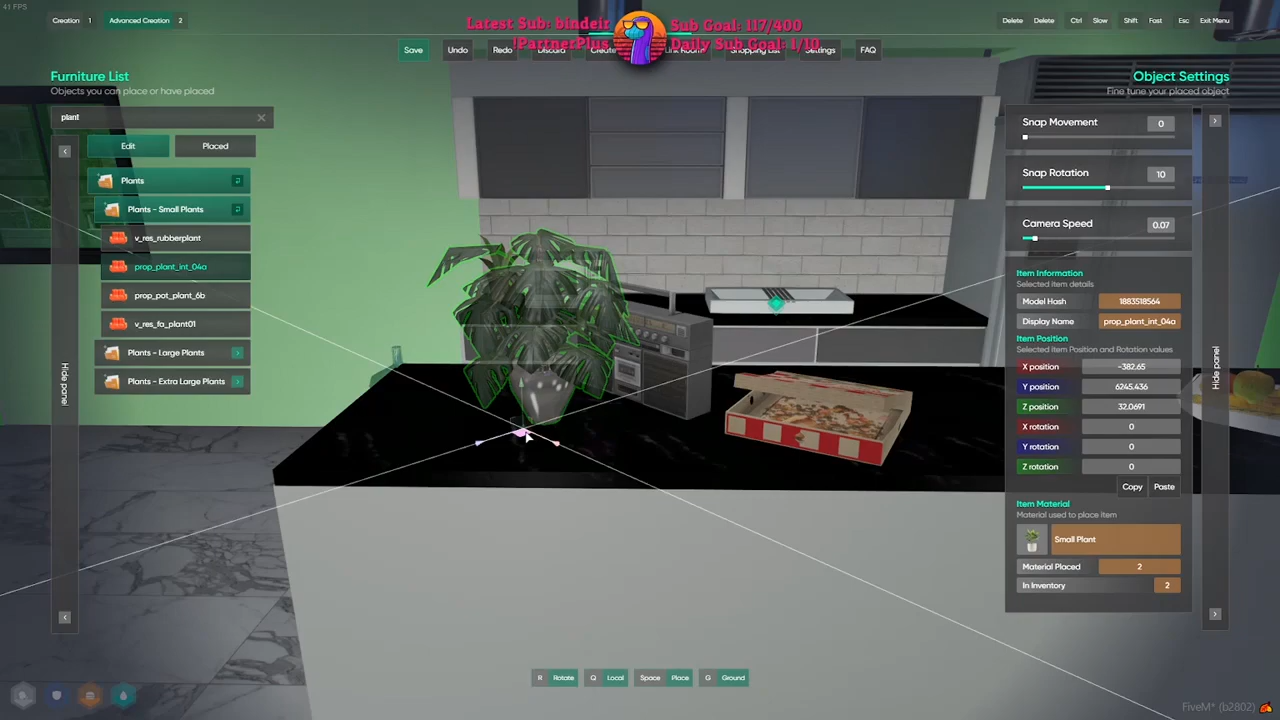 41 FPS
Creation 1
Advanced Creation 2
Latest Sub: bindeir
!PartnerPlus
Sub Goal: 117/400
Daily Sub Goal: 1/10
Delete Delete Ctrl Slow Shift Fast Esc Exit Menu
Save Undo Redo Settings FAQ
Furniture List
Objects you can place or have placed
plant
Edit Placed
Plants
Plants - Small Plants
v_res_rubberplant
prop_plant_int_04a
prop_pot_plant_6b
v_res_fa_plant01
Plants - Large Plants
Plants - Extra Large Plants
Hide panel
Object Settings
Fine tune your placed object
Snap Movement 0
Snap Rotation 10
Camera Speed 0.07
Item Information
Selected item details
Model Hash 1883518564
Display Name prop_plant_int_04a
Item Position
Selected Item Position and Rotation values
X position -382.65
Y position 6245.436
Z position 32.0691
X rotation 0
Y rotation 0
Z rotation 0
Copy Paste
Item Material
Material used to place item
Small Plant
Material Placed 2
In Inventory 2
Hide panel
R Rotate Q Local Space Place G Ground
FiveM* (b2802)